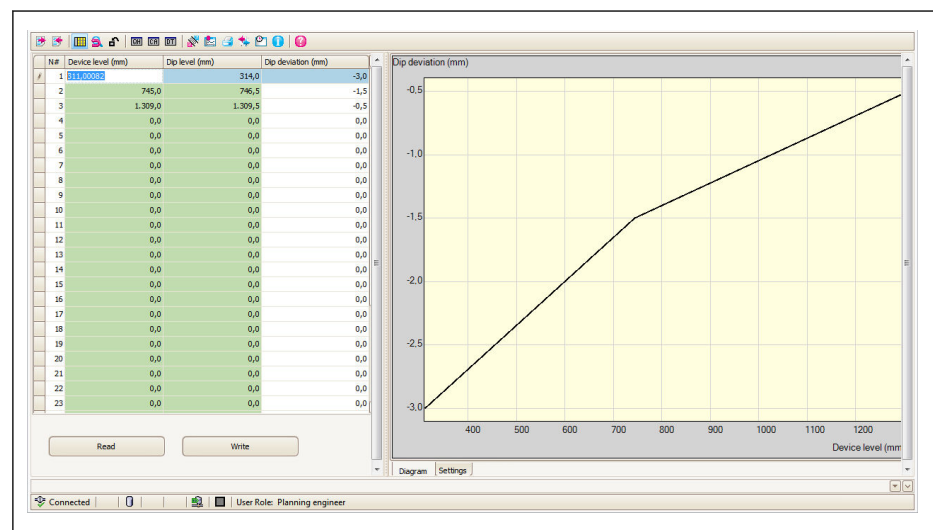 DH CA DT
N# Device level (mm) Dip level (mm) Dip deviation (mm)
1 311,00082 314,0 -3,0
2 745,0 746,5 -1,5
3 1.309,0 1.309,5 -0,5
4 0,0 0,0 0,0
5 0,0 0,0 0,0
6 0,0 0,0 0,0
7 0,0 0,0 0,0
8 0,0 0,0 0,0
9 0,0 0,0 0,0
10 0,0 0,0 0,0
11 0,0 0,0 0,0
12 0,0 0,0 0,0
13 0,0 0,0 0,0
14 0,0 0,0 0,0
15 0,0 0,0 0,0
16 0,0 0,0 0,0
17 0,0 0,0 0,0
18 0,0 0,0 0,0
19 0,0 0,0 0,0
20 0,0 0,0 0,0
21 0,0 0,0 0,0
22 0,0 0,0 0,0
23 0,0 0,0 0,0
Read Write
Dip deviation (mm)
-0,5
-1,0
-1,5
-2,0
-2,5
-3,0
400 500 600 700 800 900 1000 1100 1200
Device level (mm
Diagram Settings
Connected User Role: Planning engineer